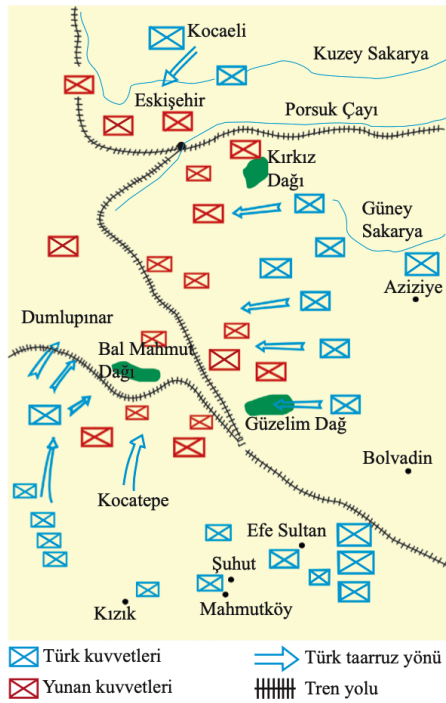 Kocaeli
Kuzey Sakarya
Eskişehir
Porsuk Çayı
Kırkız
Dağı
Güney
Sakarya
Aziziye
Dumlupınar
Bal Mahmut
Dağı
Güzelim Dağ
Bolvadin
Kocatepe
Efe Sultan
Şuhut
Kızık
Mahmutköy
Türk kuvvetleri
Türk taarruz yönü
Yunan kuvvetleri
Tren yolu